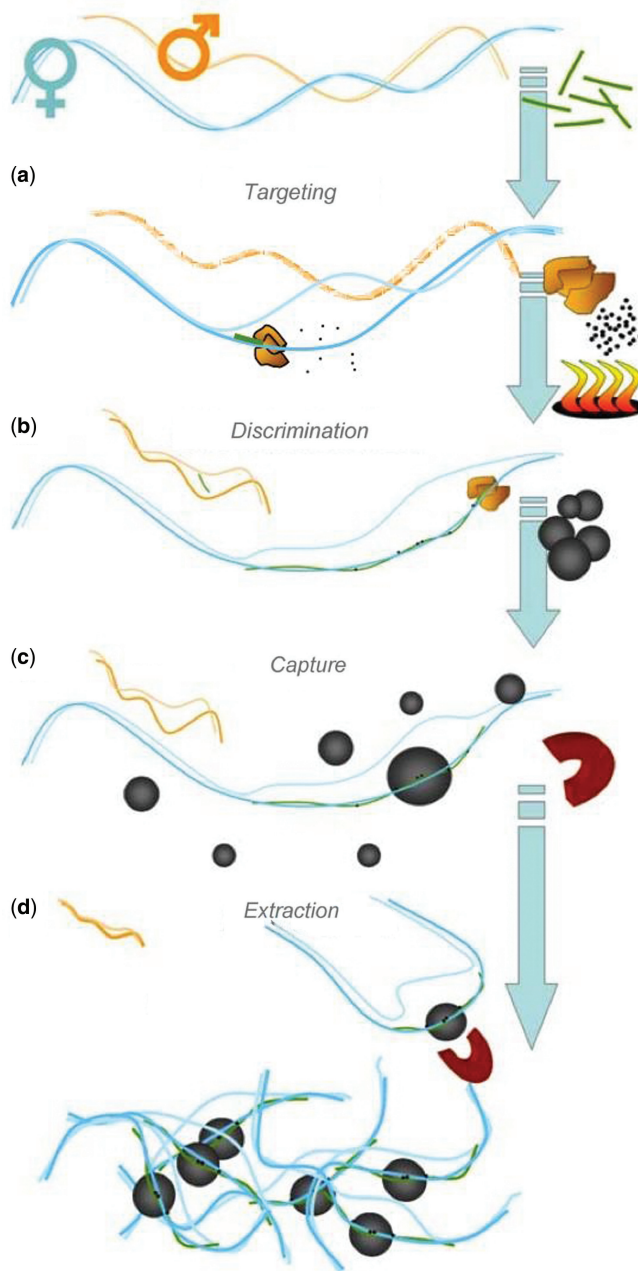 (a)
Targeting
(b)
Discrimination
(c)
Capture
(d)
Extraction